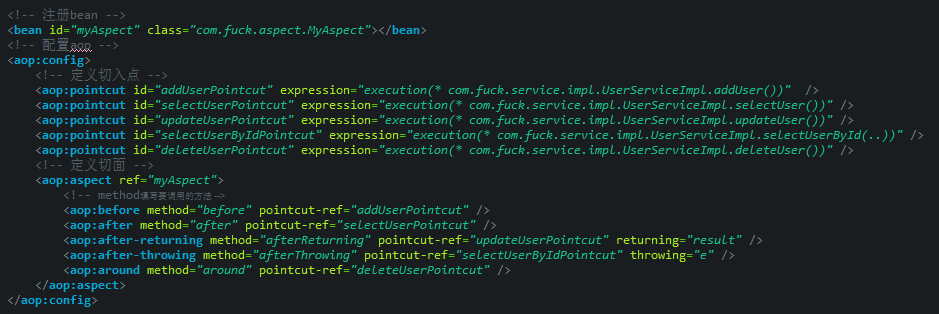 <!-- 注册bean -->
<bean id="myAspect" class="com.fuck.aspect.MyAspect"></bean>
<!-- 配置aop -->
<aop:config>
<!-- 定义切入点 -->
<aop:pointcut id="addUserPointcut" expression="execution(* com.fuck.service.impl.UserServiceImpl.addUser())" />
<aop:pointcut id="selectUserPointcut" expression="execution(* com.fuck.service.impl.UserServiceImpl.selectUser())" />
<aop:pointcut id="updateUserPointcut" expression="execution(* com.fuck.service.impl.UserServiceImpl.updateUser())" />
<aop:pointcut id="selectUserByIdPointcut" expression="execution(* com.fuck.service.impl.UserServiceImpl.selectUserById(..))" />
<aop:pointcut id="deleteUserPointcut" expression="execution(* com.fuck.service.impl.UserServiceImpl.deleteUser())" />
<!-- 定义切面 -->
<aop:aspect ref="myAspect">
<!-- method填写要调用的方法-->
<aop:before method="before" pointcut-ref="addUserPointcut" />
<aop:after method="after" pointcut-ref="selectUserPointcut" />
<aop:after-returning method="afterReturning" pointcut-ref="updateUserPointcut" returning="result" />
<aop:after-throwing method="afterThrowing" pointcut-ref="selectUserByIdPointcut" throwing="e" />
<aop:around method="around" pointcut-ref="deleteUserPointcut" />
</aop:aspect>
</aop:config>